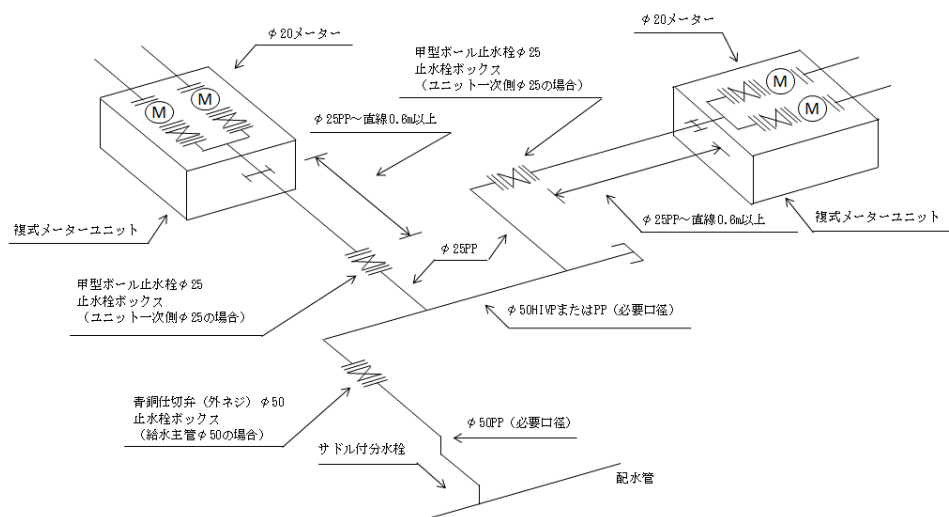 φ20メーター
φ20メーター
甲型ボール止水栓φ25
止水栓ボックス
（ユニット一次側φ25の場合）
M
M
M
M
φ25PP～直線0.6m以上
φ25PP～直線0.6m以上
複式メーターユニット
複式メーターユニット
φ25PP
甲型ボール止水栓φ25
止水栓ボックス
（ユニット一次側φ25の場合）
φ50HIVPまたはPP（必要口径）
青銅仕切弁（外ネジ）φ50
止水栓ボックス
（給水主管φ50の場合）
φ50PP（必要口径）
サドル付分水栓
配水管